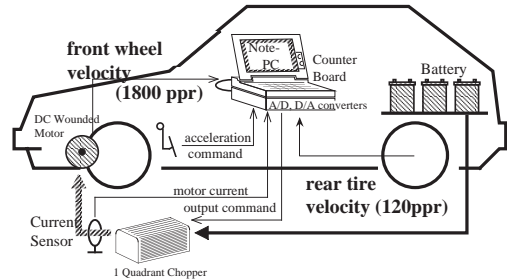 front wheel
velocity
(1800 ppr)
Note-
PC
Counter
Board
A/D, D/A converters
Battery
DC Wounded
Motor
acceleration
command
motor current
output command
rear tire
velocity (120ppr)
Current
Sensor
1 Quadrant Chopper